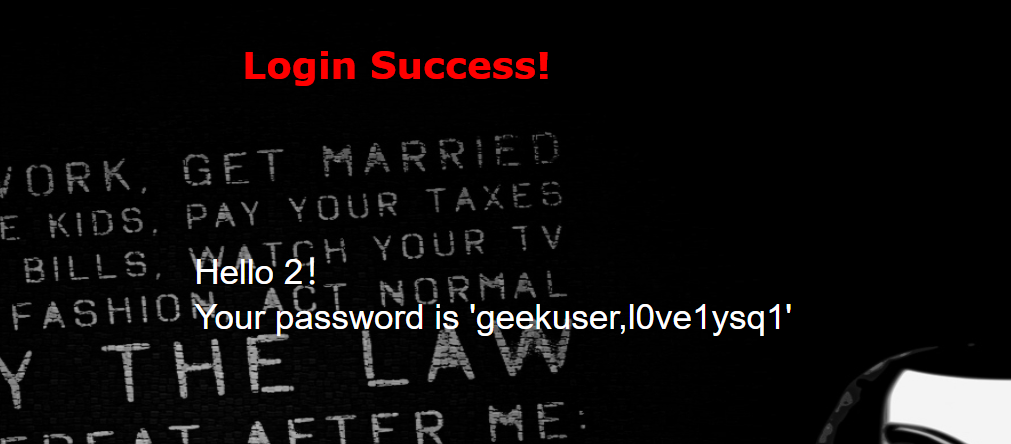 Login Success!
WORK, GET MARRIED
E KIDS, PAY YOUR TAXES
BILLS, WATCH YOUR TV
FASHION, ACT NORMAL
Hello 2！
Your password is 'geekuser,l0ve1ysq1'
Y THE LAW
REPEAT AFTER ME: